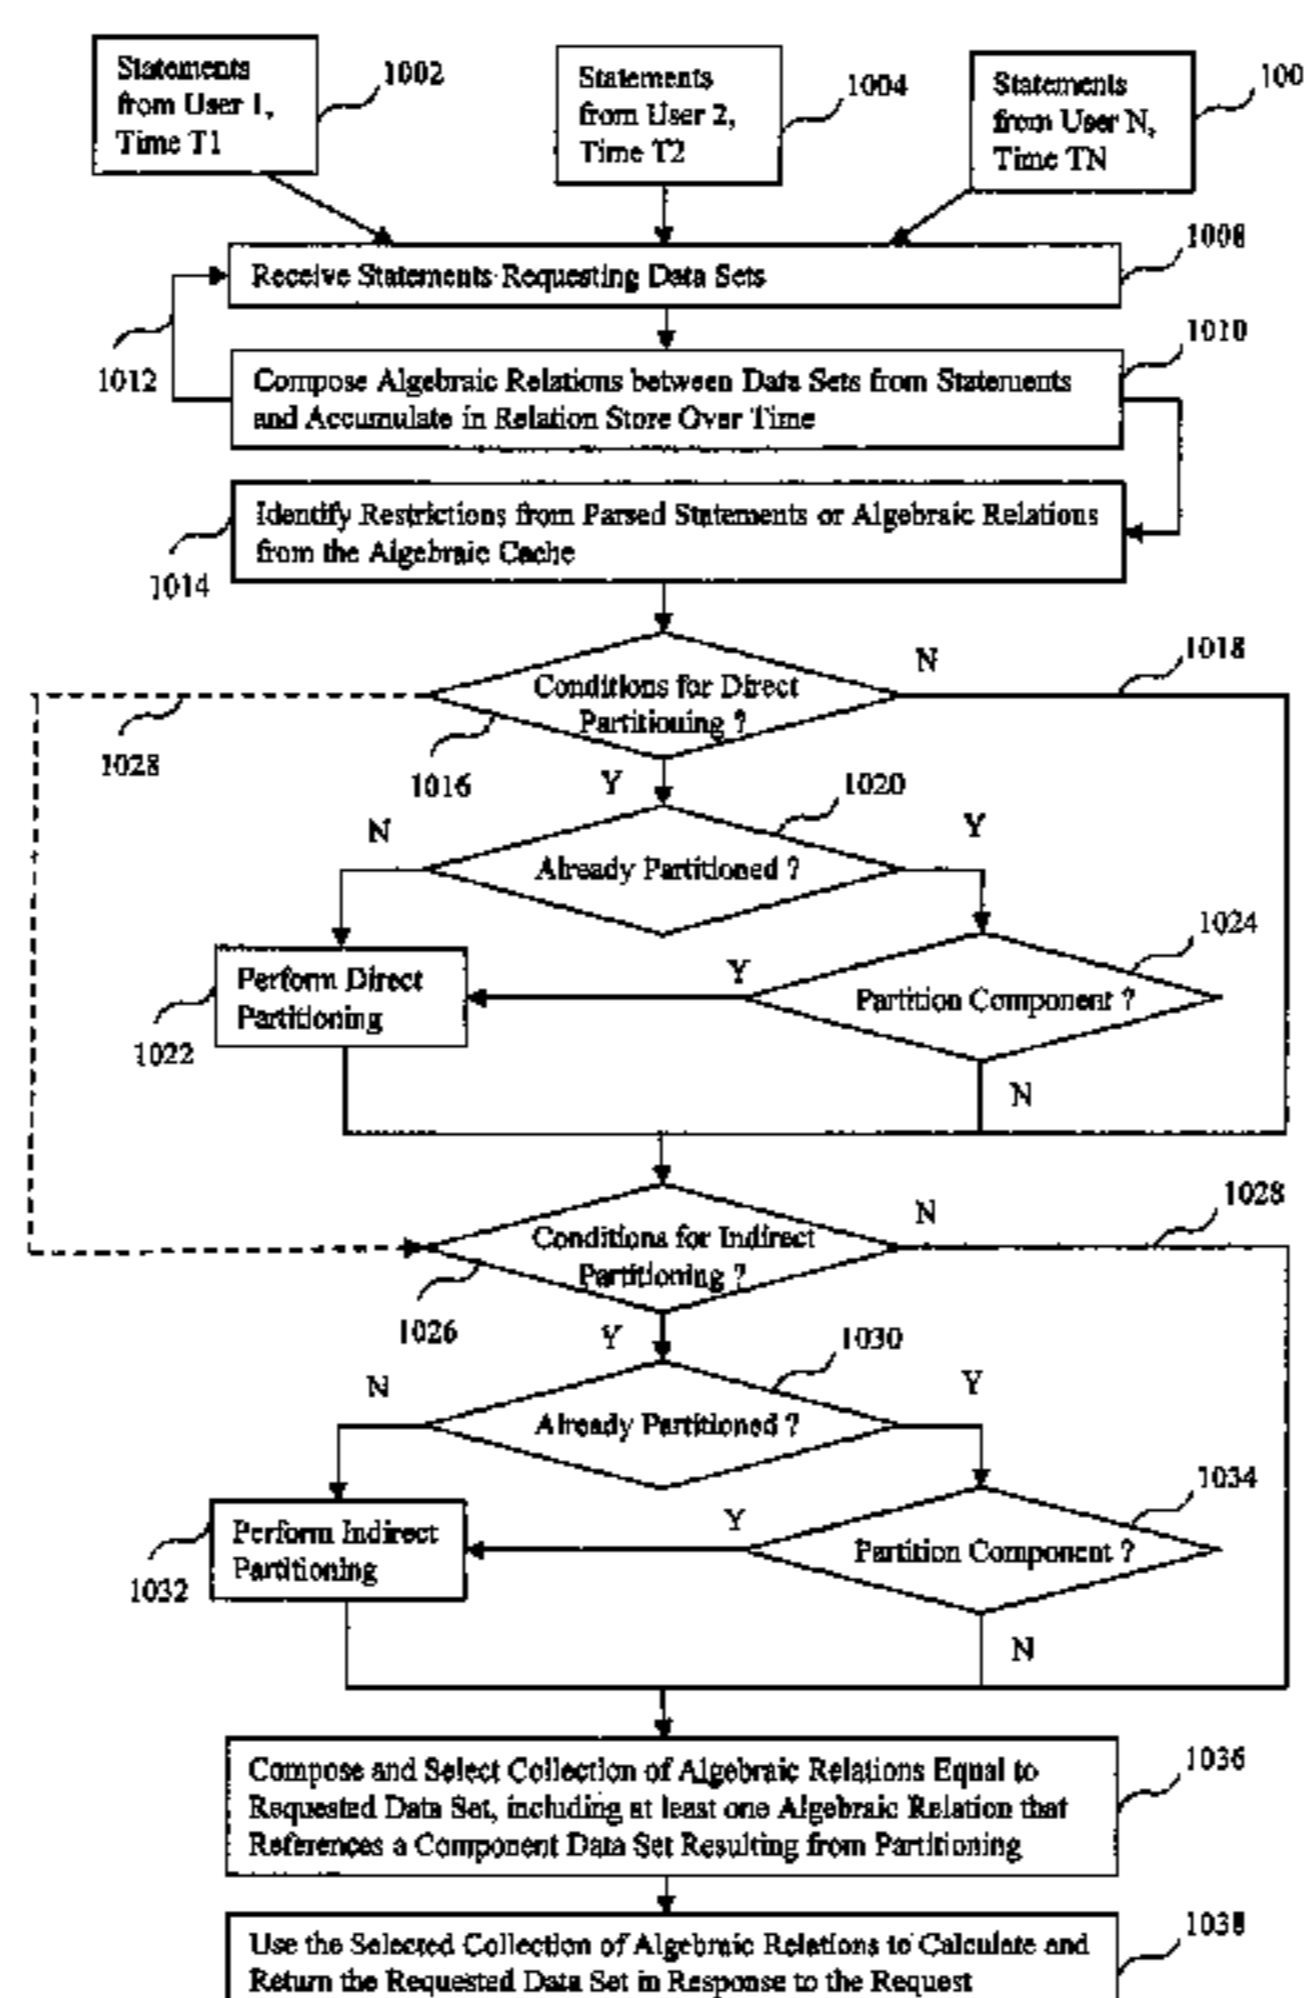 Statements
from User 1,
Time T1
1002
Statements
from User 2,
Time T2
1004
Statements
from User N,
Time TN
100
Receive Statements Requesting Data Sets
1008
1012
Compose Algebraic Relations between Data Sets from Statements
and Accumulate in Relation Store Over Time
1010
Identify Restrictions from Parsed Statements or Algebraic Relations
from the Algebraic Cache
1014
Conditions for Direct
Partitioning ?
N
1018
1028
1016
Y
1020
N
Already Partitioned ?
Y
1024
Perform Direct
Partitioning
Y
Partition Component ?
1022
N
Conditions for Indirect
Partitioning ?
N
1028
1026
Y
1030
N
Already Partitioned ?
Y
1034
Perform Indirect
Partitioning
Y
Partition Component ?
1032
N
Compose and Select Collection of Algebraic Relations Equal to
Requested Data Set, including at least one Algebraic Relation that
References a Component Data Set Resulting from Partitioning
1036
Use the Selected Collection of Algebraic Relations to Calculate and
Return the Requested Data Set in Response to the Request
1038